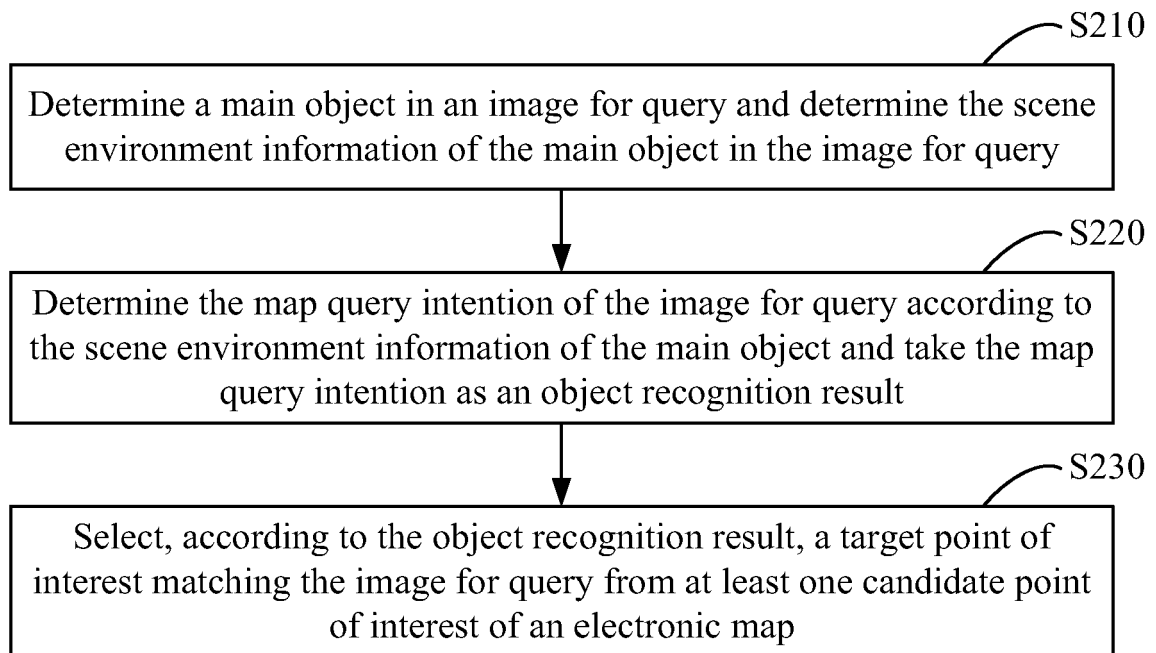 S210
Determine a main object in an image for query and determine the scene
environment information of the main object in the image for query
S220
Determine the map query intention of the image for query according to
the scene environment information of the main object and take the map
query intention as an object recognition result
S230
Select, according to the object recognition result, a target point of
interest matching the image for query from at least one candidate point
of interest of an electronic map